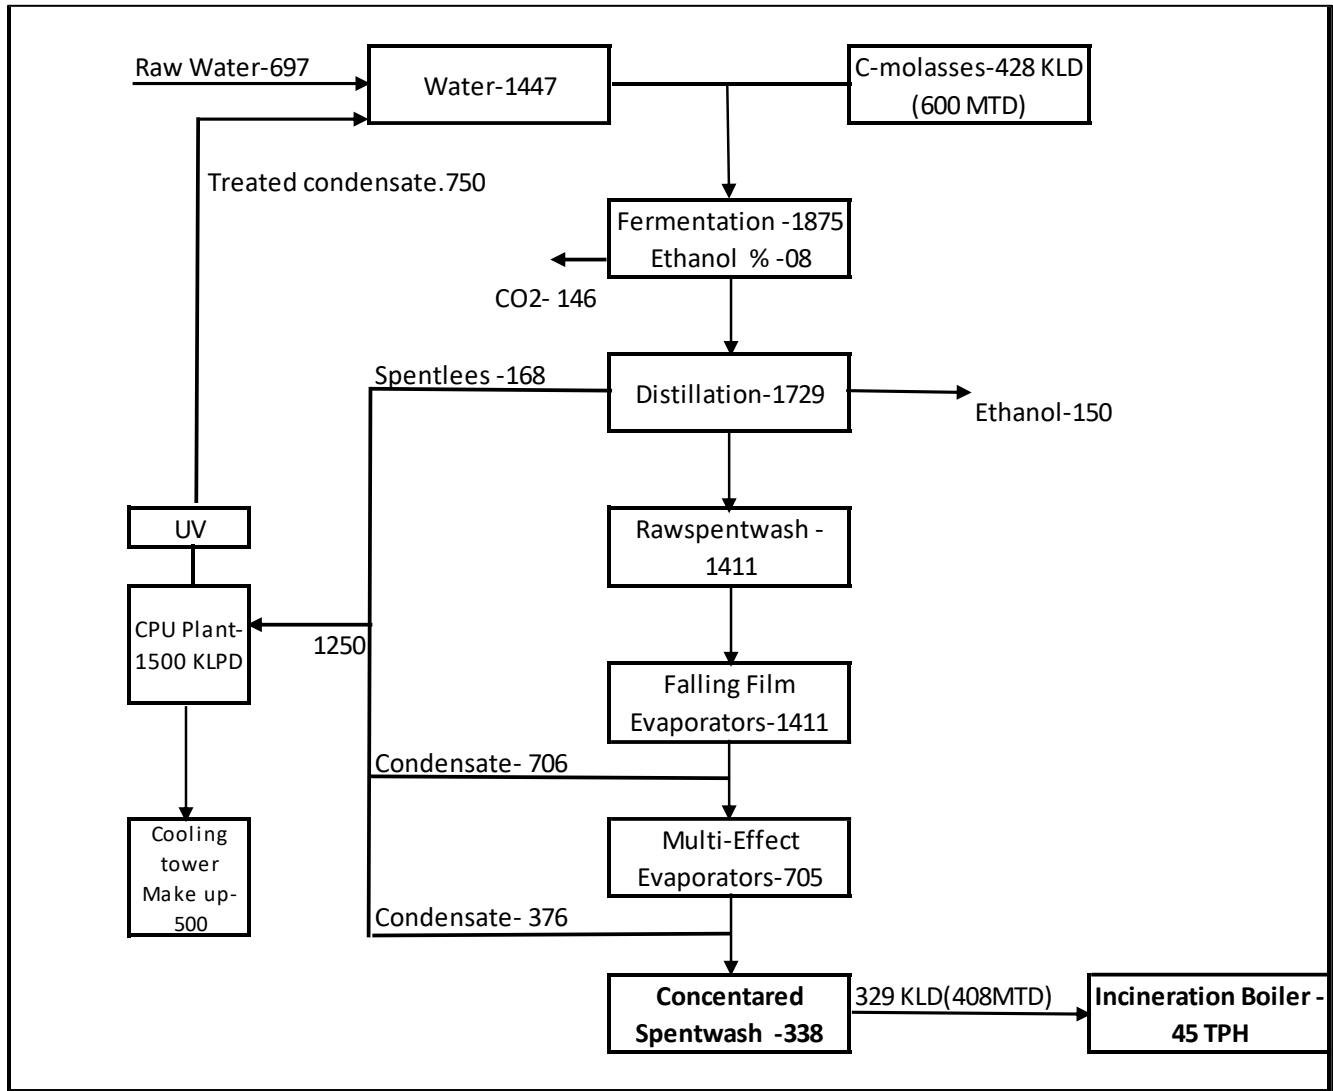 Raw Water-697
Water-1447
C-molasses-428 KLD
(600 MTD)
Treated condensate.750
Fermentation -1875
Ethanol % -08
CO2- 146
Spentlees -168
Distillation-1729
Ethanol-150
UV
Rawspentwash -
1411
CPU Plant-
1500 KLPD
1250
Falling Film
Evaporators-1411
Condensate- 706
Cooling
tower
Make up-
500
Multi-Effect
Evaporators-705
Condensate- 376
Concentared
Spentwash -338
329 KLD(408MTD)
Incineration Boiler -
45 TPH